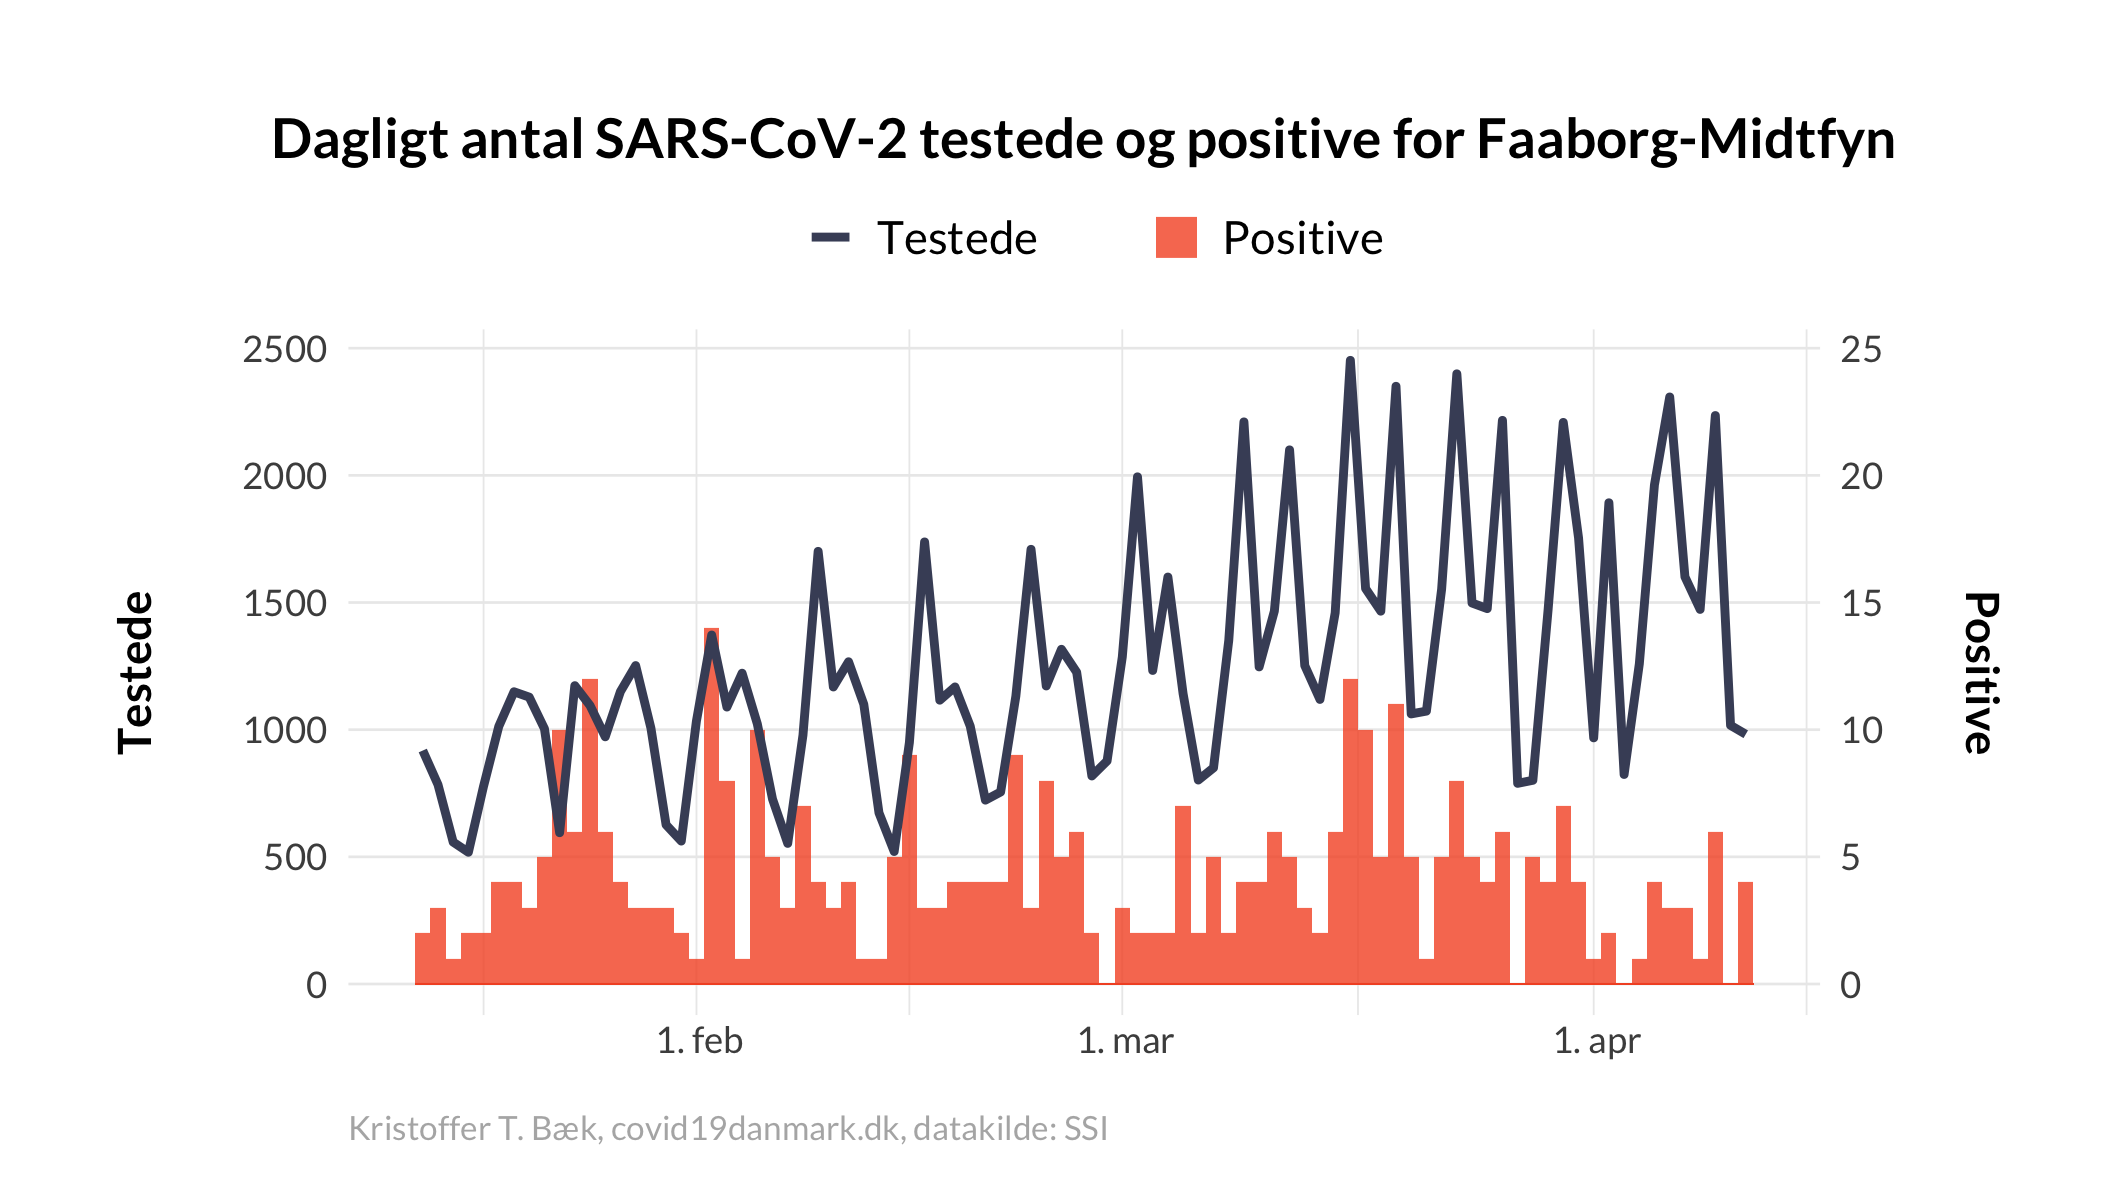 Dagligt antal SARS-CoV-2 testede og positive for Faaborg-Midtfyn
Testede Positive
2500 25
2000 20
1500 15
1000 10
500 5
0 0
Testede
Positive
1. feb 1. mar 1. apr
Kristoffer T. Bæk, covid19danmark.dk, datakilde: SSI